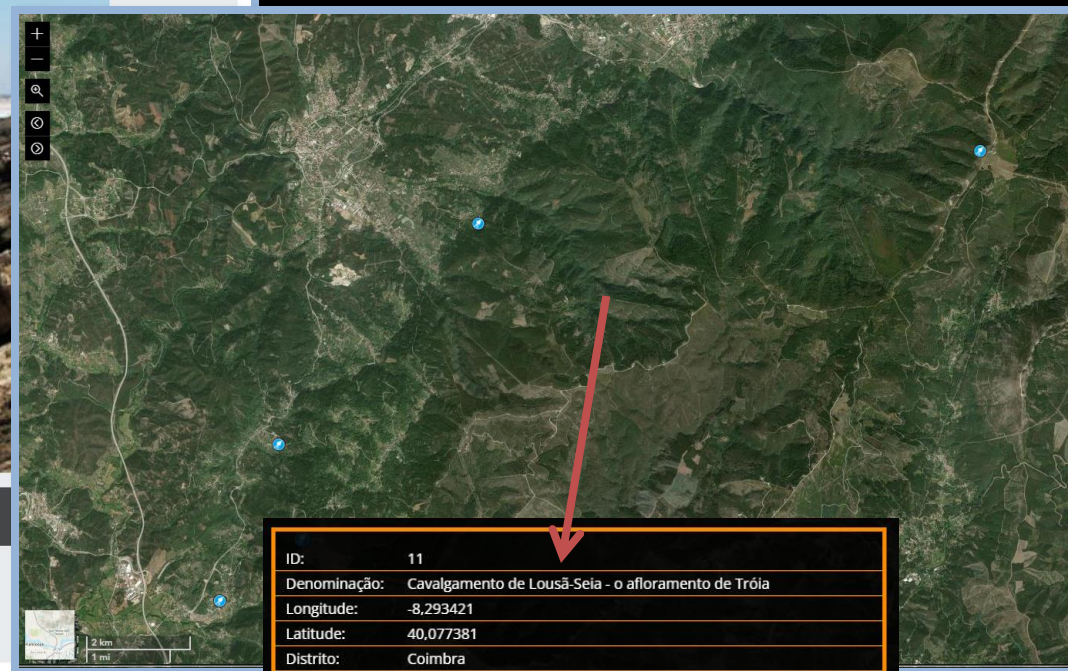 +
−
ID: 11
Denominação: Cavalgamento de Lousã-Seia - o afloramento de Tróia
Longitude: -8,293421
Latitude: 40,077381
Distrito: Coimbra
2 km
1 mi